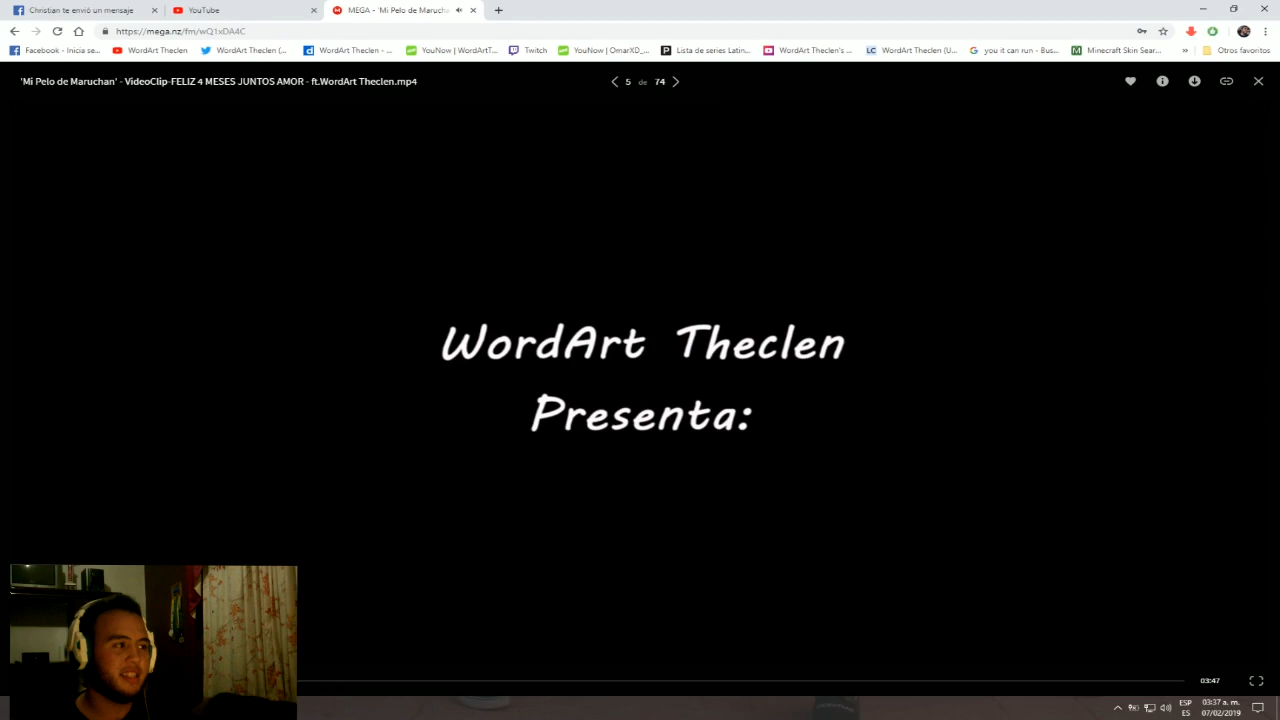 Christian te envió un mensaje
YouTube
MEGA - 'Mi Pelo de Marucha
https://mega.nz/fm/wQ1xDA4C
Facebook - Inicia se...
WordArt Theclen
WordArt Theclen (...
WordArt Theclen - ...
YouNow | WordArtT...
Twitch
YouNow | OmarXD_...
Lista de series Latin...
WordArt Theclen's ...
WordArt Theclen (U...
you it can run - Bus...
Minecraft Skin Sear...
»
Otros favoritos
'Mi Pelo de Maruchan' - VideoClip-FELIZ 4 MESES JUNTOS AMOR - ft.WordArt Theclen.mp4
5 de 74
WordArt Theclen
Presenta:
03:47
ESP
ES
03:37 a. m.
07/02/2019